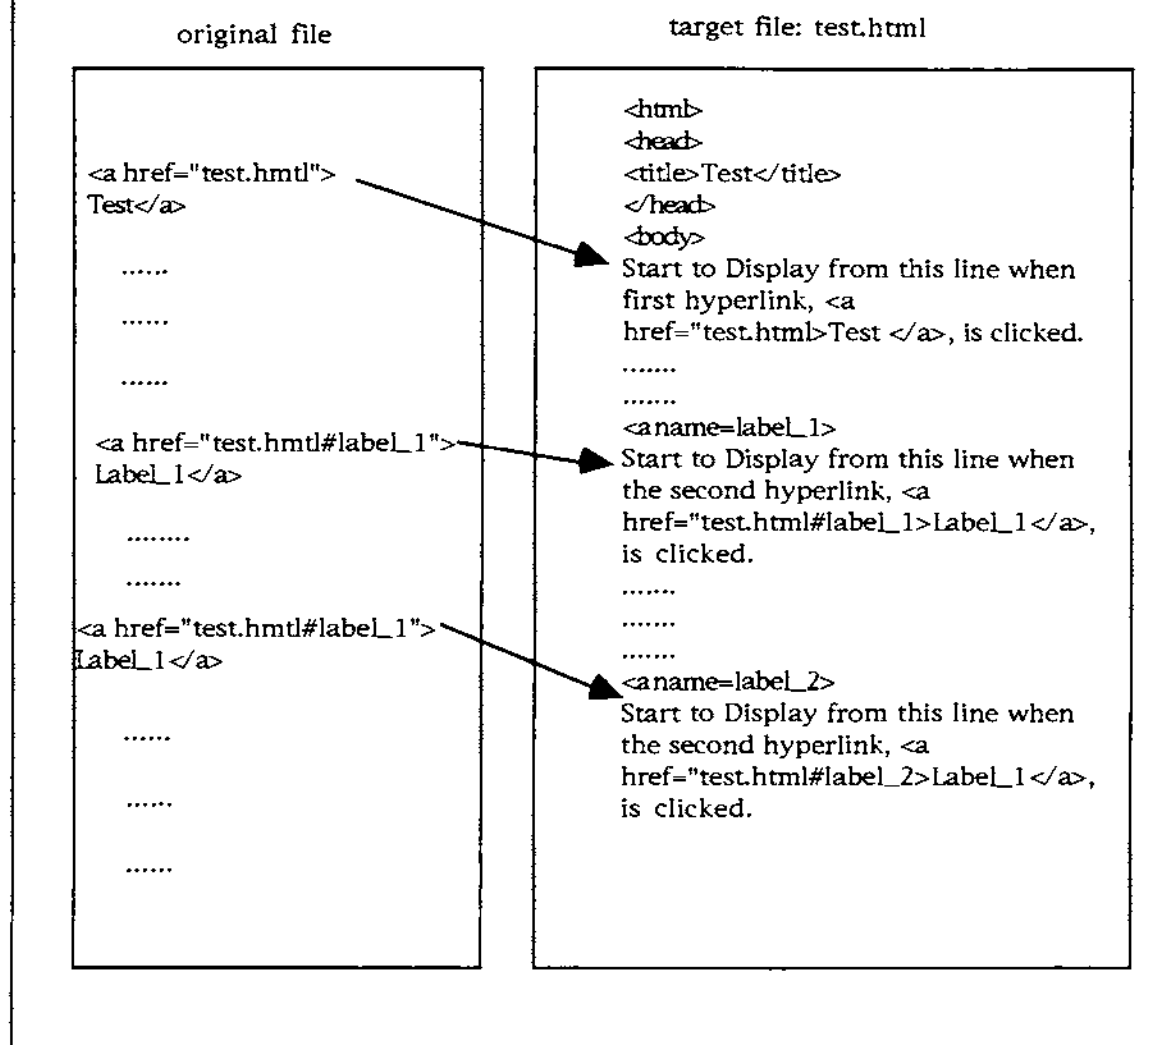 original file
target file: test.html
<a href="test.hmtl">
Test</a>
......
......
......
<a href="test.hmtl#label_1">
Label_1</a>
........
.......
<a href="test.hmtl#label_1">
Label_1</a>
......
......
......
<html>
<head>
<title>Test</title>
</head>
<body>
Start to Display from this line when
first hyperlink, <a
href="test.html>Test </a>, is clicked.
.......
.......
<a name=label_1>
Start to Display from this line when
the second hyperlink, <a
href="test.html#label_1>Label_1</a>,
is clicked.
.......
.......
.......
<a name=label_2>
Start to Display from this line when
the second hyperlink, <a
href="test.html#label_2>Label_1</a>,
is clicked.